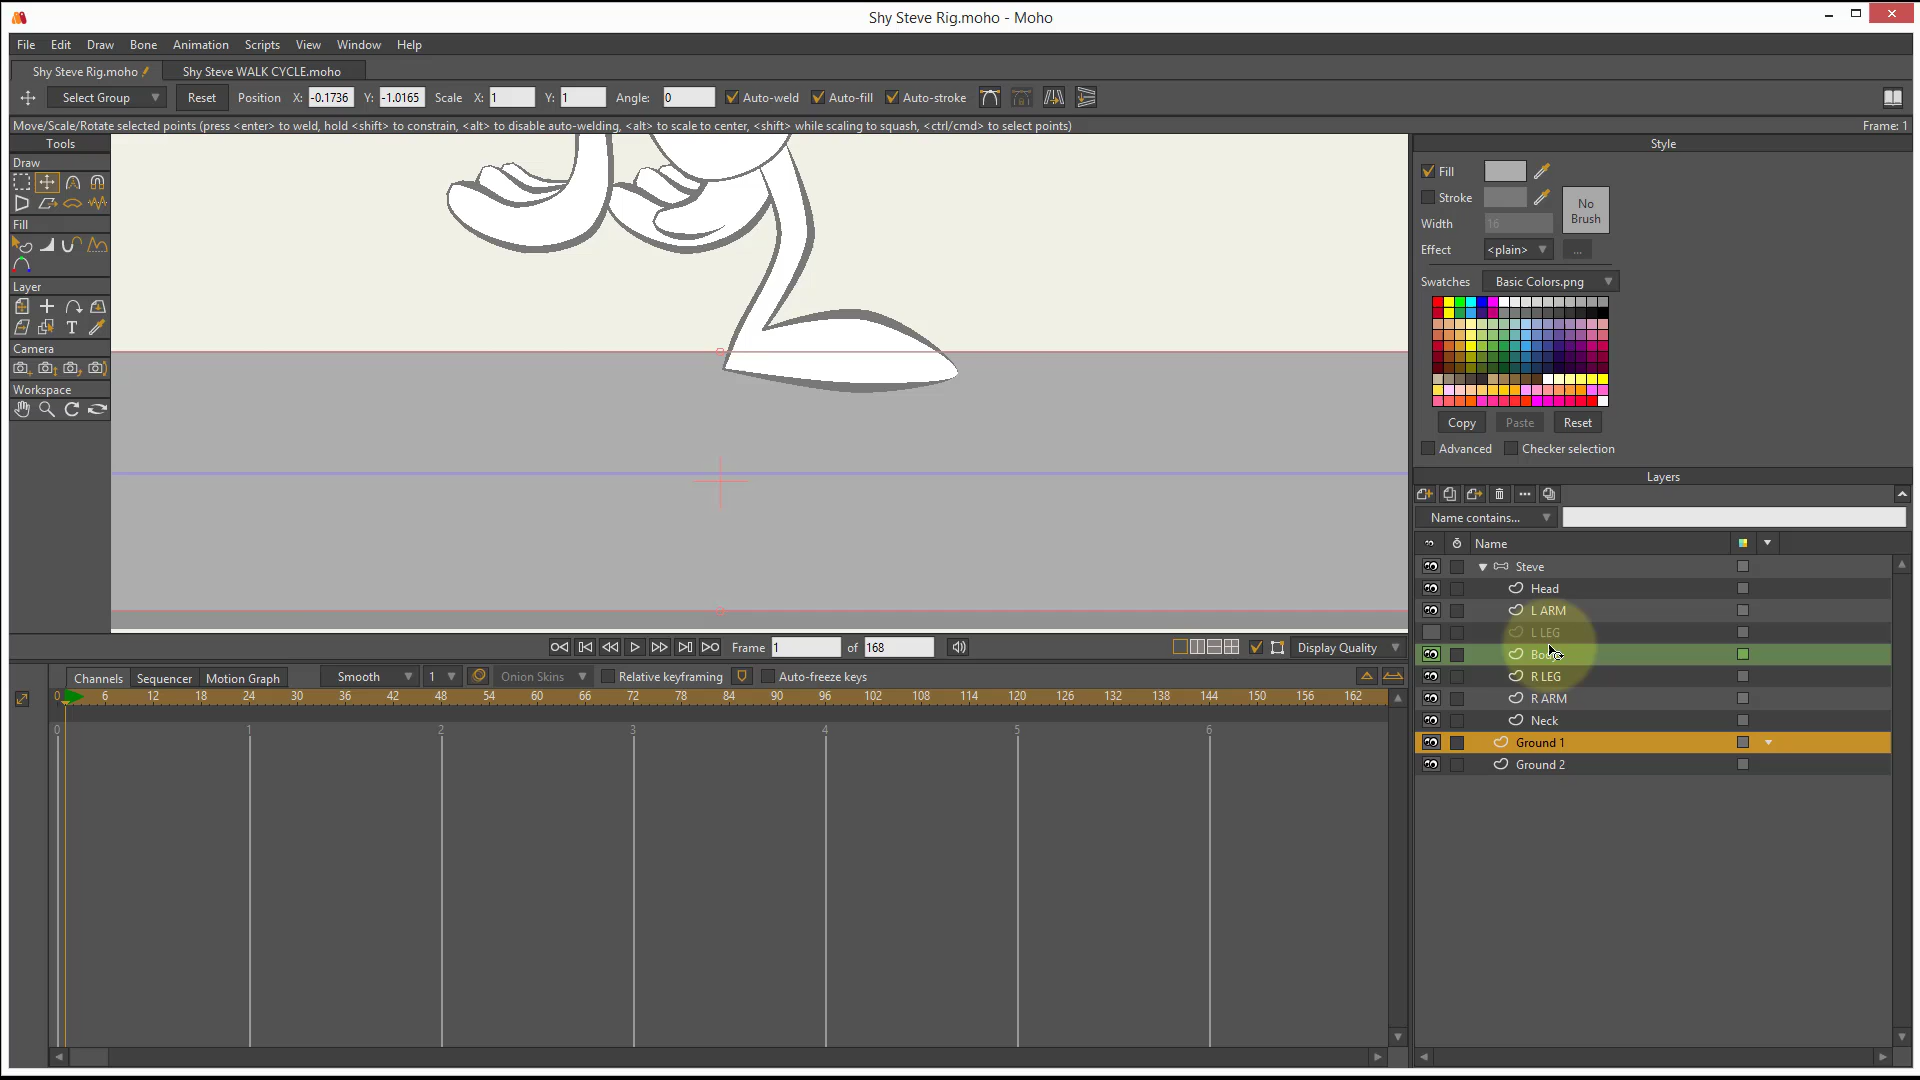 Shy Steve Rig.moho - Moho
File Edit Draw Bone Animation Scripts View Window Help
Shy Steve Rig.moho Shy Steve WALK CYCLE.moho
Select Group Reset Position X: -0.1736 Y: -1.0165 Scale X: 1 Y: 1 Angle: 0 Auto-weld Auto-fill Auto-stroke
Move/Scale/Rotate selected points (press <enter> to weld, hold <shift> to constrain, <alt> to disable auto-welding, <alt> to scale to center, <shift> while scaling to squash, <ctrl/cmd> to select points) Frame: 1
Tools
Draw
Fill
Layer
Camera
Workspace
Style
Fill
Stroke
No Brush
Width 16
Effect <plain> ...
Swatches Basic Colors.png
Copy Paste Reset
Advanced Checker selection
Layers
Name contains...
Name
Steve
Head
L ARM
L LEG
R LEG
R ARM
Neck
Ground 1
Ground 2
Frame 1 of 168 Display Quality
Channels Sequencer Motion Graph Smooth 1 Onion Skins Relative keyframing Auto-freeze keys
0 6 12 18 24 30 36 42 48 54 60 66 72 78 84 90 96 102 108 114 120 126 132 138 144 150 156 162
0 1 2 3 4 5 6